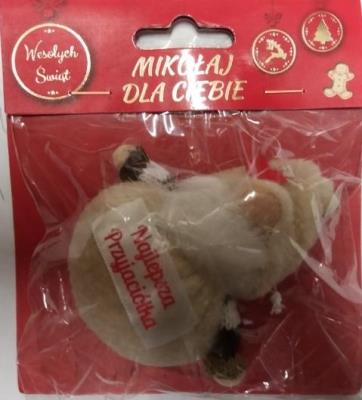 Wesołych
Świąt
MIKOŁAJ
DLA CIEBIE
Najlepsza
Przyjaciółka